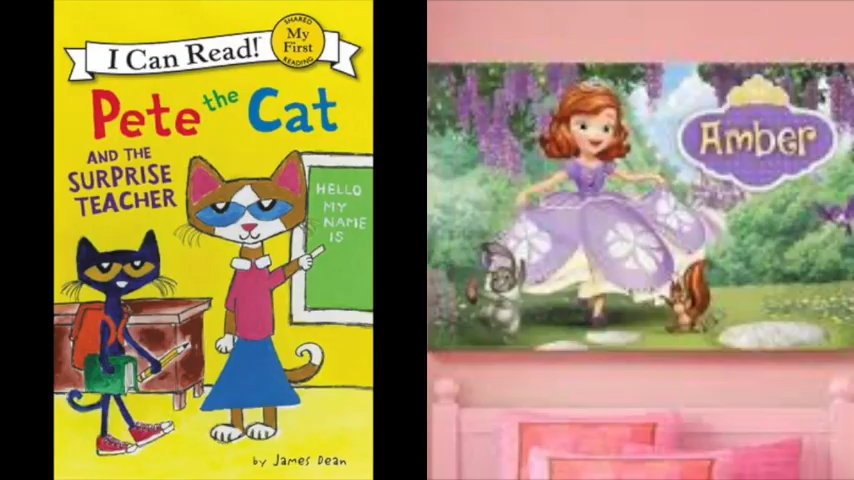 I Can Read!
SHARED
My
First
READING
Pete the Cat
AND THE
SURPRISE
TEACHER
HELLO
MY
NAME
IS
by James Dean
Amber